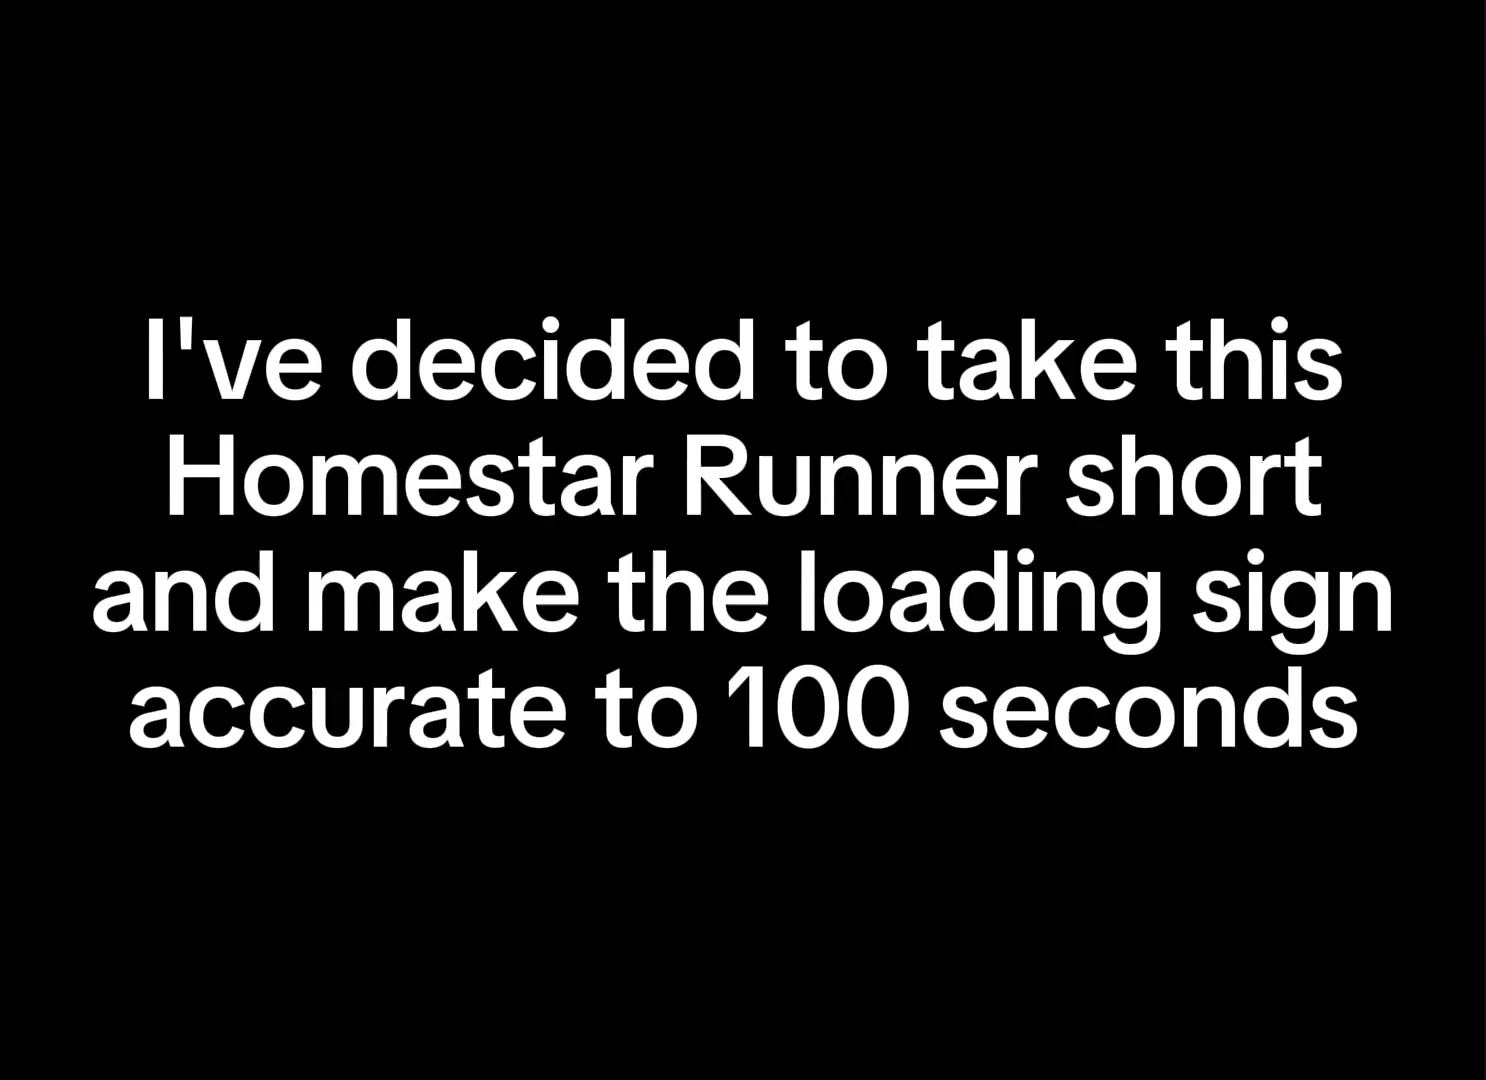 I've decided to take this
Homestar Runner short
and make the loading sign
accurate to 100 seconds